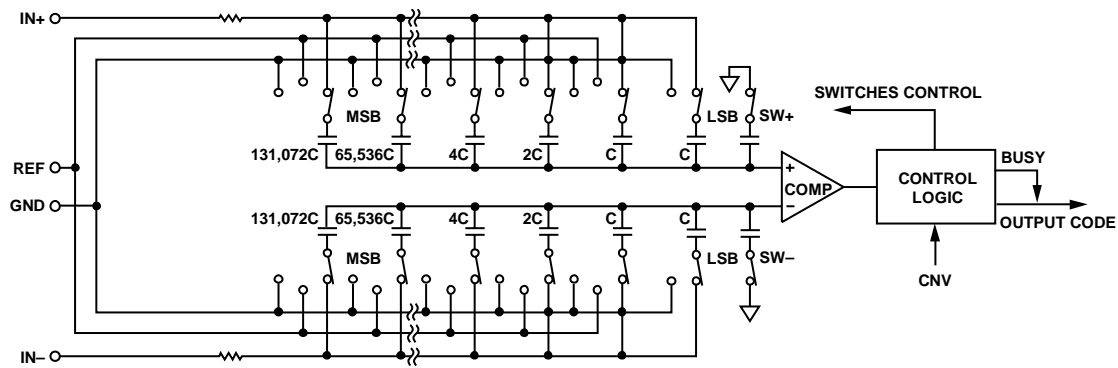 IN+
SWITCHES CONTROL
MSB
LSB
SW+
131,072C
65,536C
4C
2C
C
C
BUSY
REF
+
COMP
–
CONTROL
LOGIC
GND
OUTPUT CODE
131,072C
65,536C
4C
2C
C
C
MSB
LSB
SW–
CNV
IN–